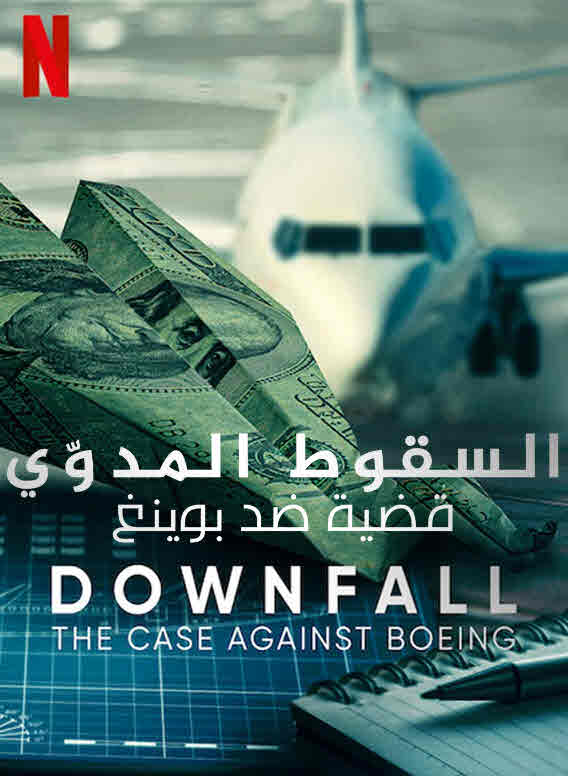 N
السقوط المدوّي
قضية ضد بوينغ
DOWNFALL
THE CASE AGAINST BOEING